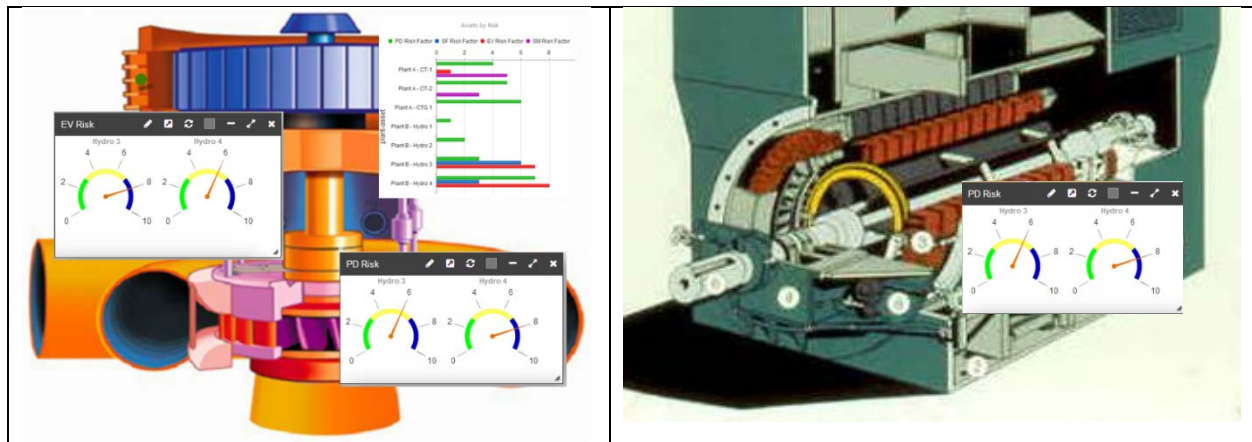 Assets by Risk
PD Risk Factor SF Risk Factor EV Risk Factor SM Risk Factor
0 2 4 6 8
plant-asset
Plant A - CT-1
Plant A - CT-2
Plant A - CTG 1
Plant B - Hydro 1
Plant B - Hydro 2
Plant B - Hydro 3
Plant B - Hydro 4
EV Risk
Hydro 3 Hydro 4
4 6 4 6
2 8 2 8
0 10 0 10
PD Risk
Hydro 3 Hydro 4
4 6 4 6
2 8 2 8
0 10 0 10
PD Risk
Hydro 3 Hydro 4
4 6 4 6
2 8 2 8
0 10 0 10
3
2